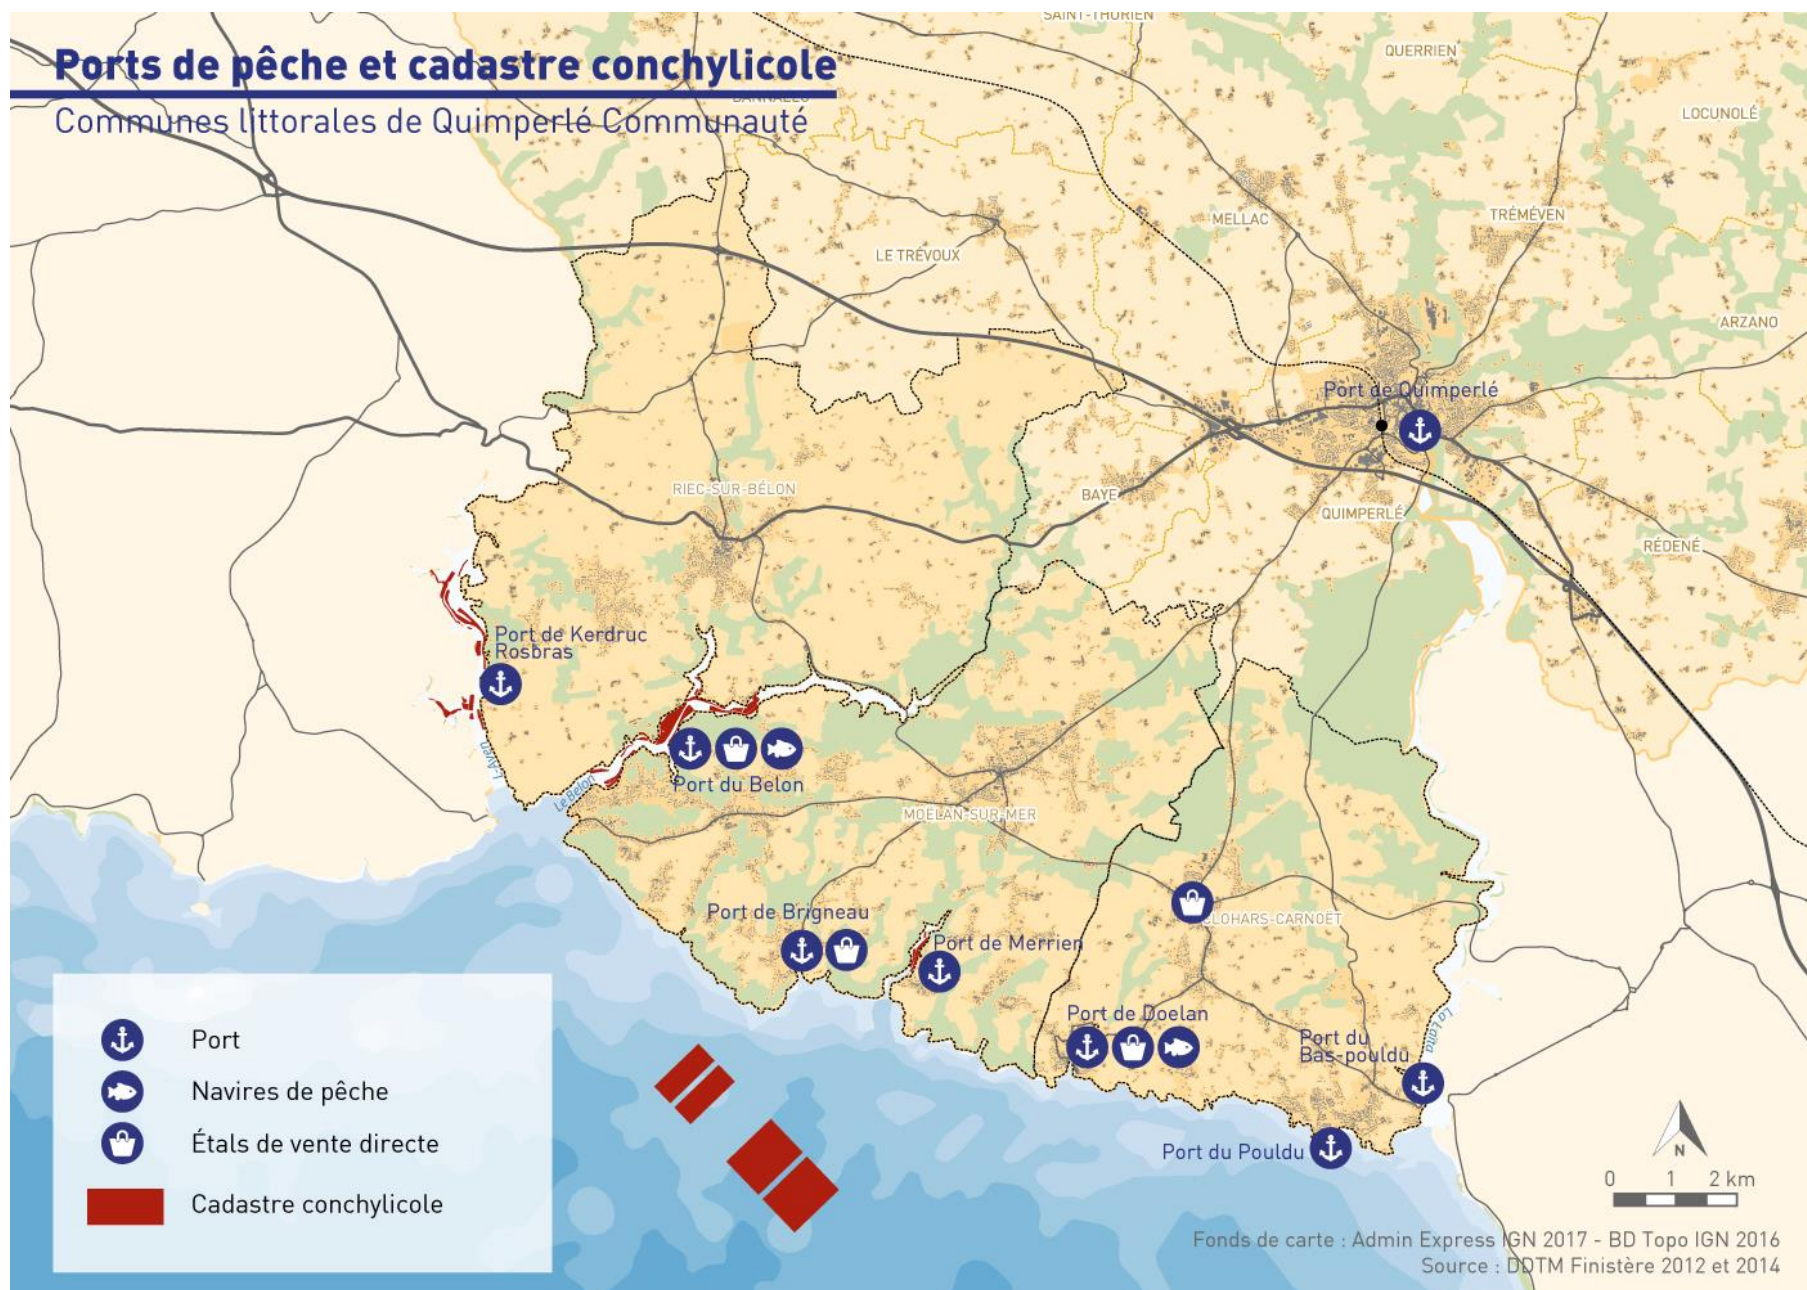 SAINT-THURIEN
Ports de pêche et cadastre conchylicole
QUERRIEN
BANNALEC
LOCUNOLÉ
Communes littorales de Quimperlé Communauté
MELLAC
TRÉMÉVEN
LE TRÉVOUX
ARZANO
Port de Quimperlé
RIEC-SUR-BÉLON
BAYE
QUIMPERLÉ
RÉDENÉ
Port de Kerdruc
Rosbras
L'Aven
Le Belon
Port du Belon
MOËLAN-SUR-MER
Port de Brigneau
CLOHARS-CARNOËT
Port de Merrien
Port de Doelan
La Laïta
Port du
Bas-pouldu
Port du Pouldu
Port
Navires de pêche
Étals de vente directe
Cadastre conchylicole
N
0 1 2 km
Fonds de carte : Admin Express IGN 2017 - BD Topo IGN 2016
Source : DDTM Finistère 2012 et 2014